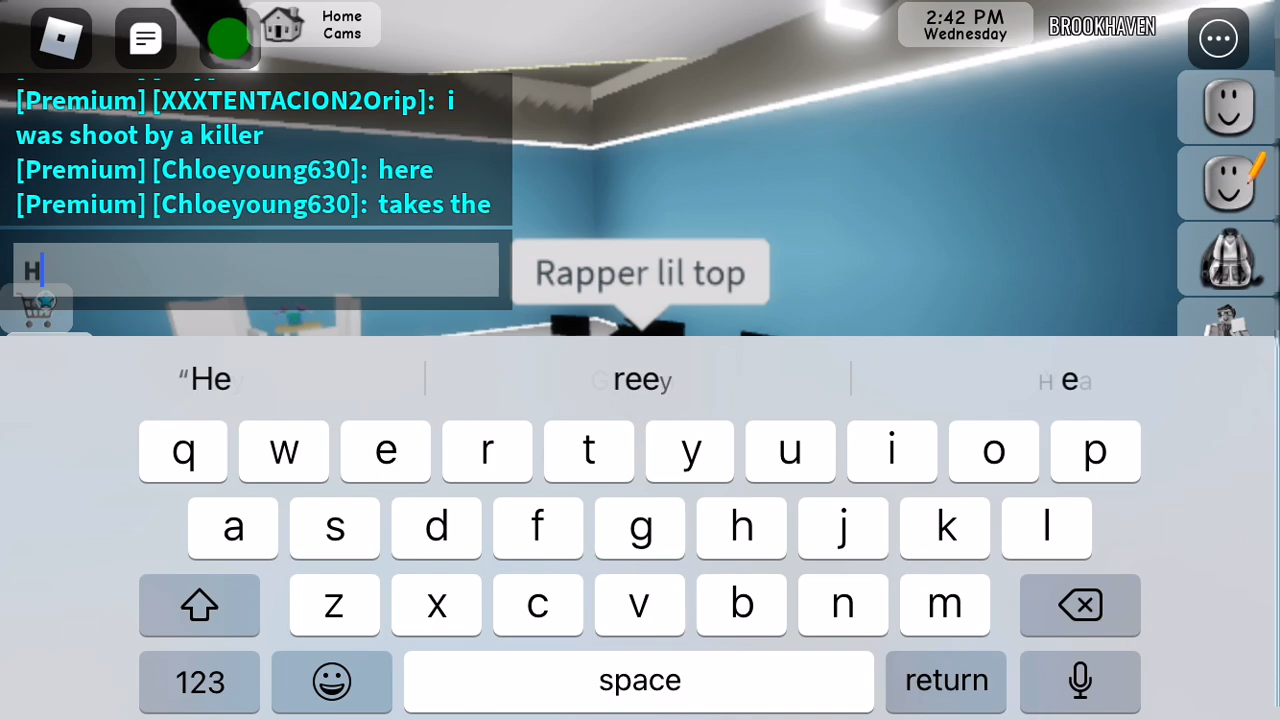 Home
Cams
2:42 PM
Wednesday
BROOKHAVEN
[Premium] [XXXTENTACION2Orip]: i
was shoot by a killer
[Premium] [Chloeyoung630]: here
[Premium] [Chloeyoung630]: takes the
H
Rapper lil top
“He
reey
e
q w e r t y u i o p
a s d f g h j k l
z x c v b n m
123
space
return